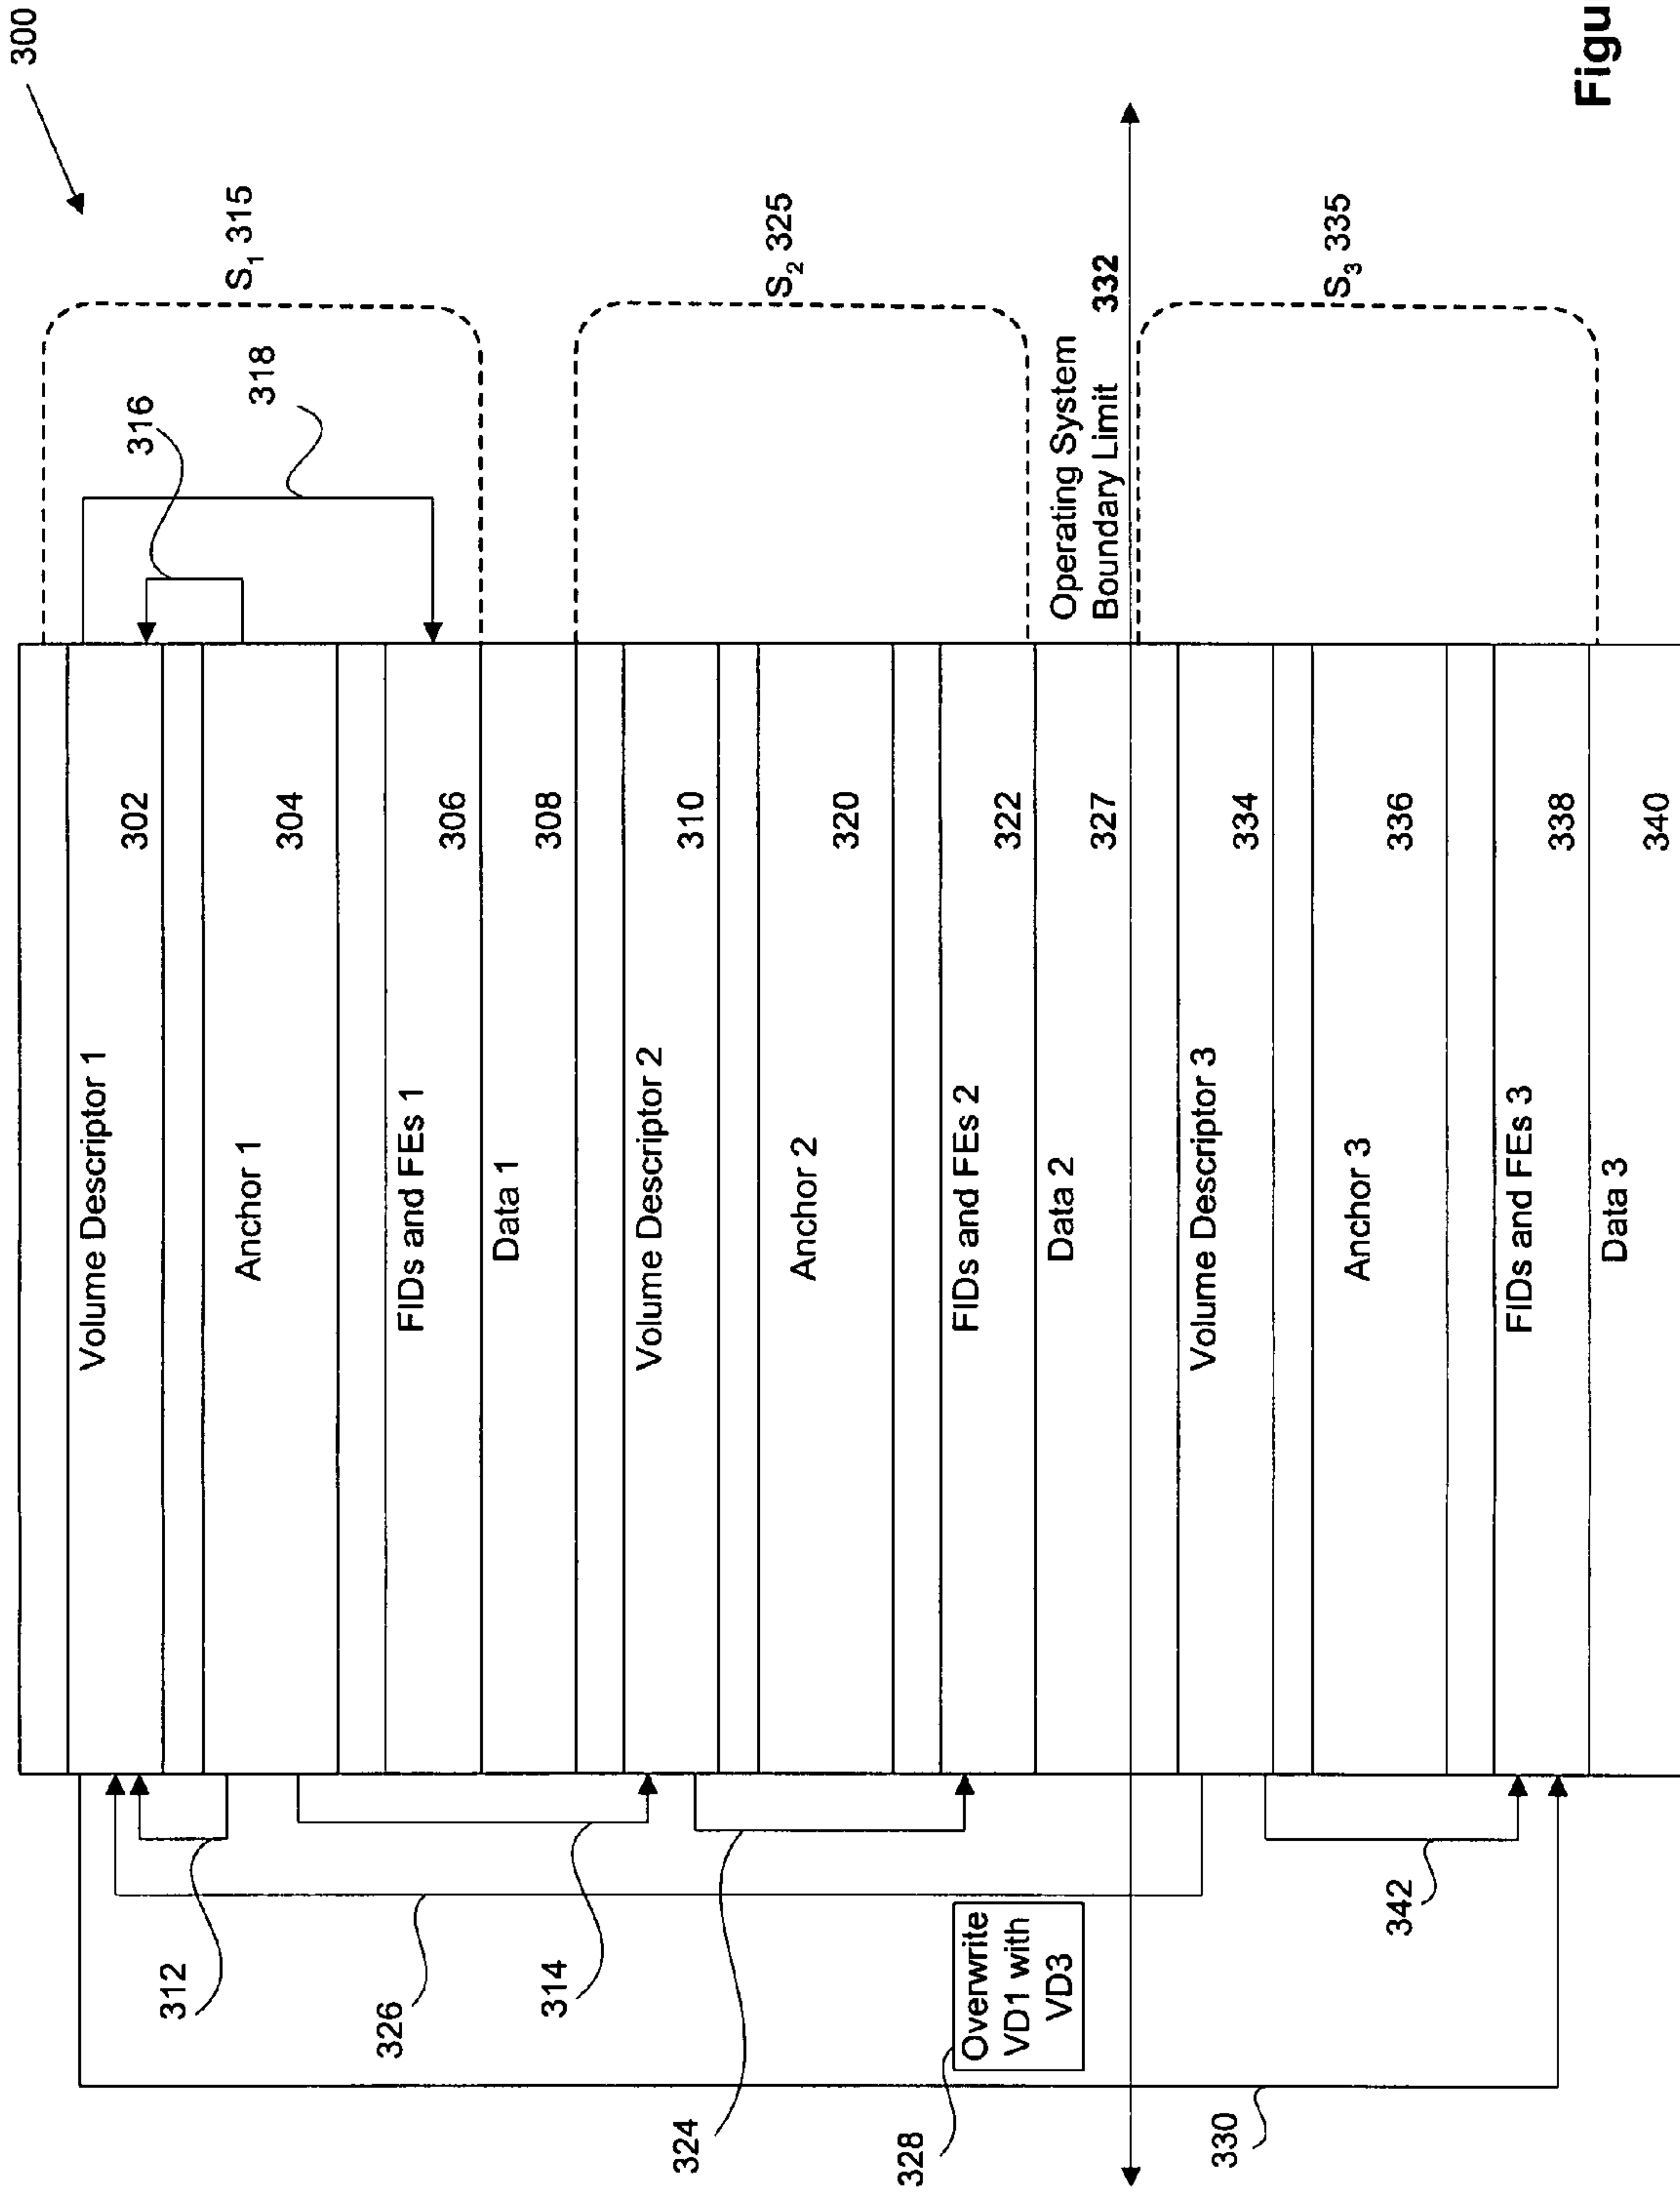 300
Volume Descriptor 1
302
S1 315
316
Anchor 1
304
318
FIDs and FEs 1
306
312
Data 1
308
326
Volume Descriptor 2
310
314
S2 325
Anchor 2
320
324
FIDs and FEs 2
322
328
Overwrite
VD1 with
VD3
Data 2
327
Operating System
Boundary Limit 332
Volume Descriptor 3
334
330
S3 335
Anchor 3
336
342
FIDs and FEs 3
338
Data 3
340
Figu